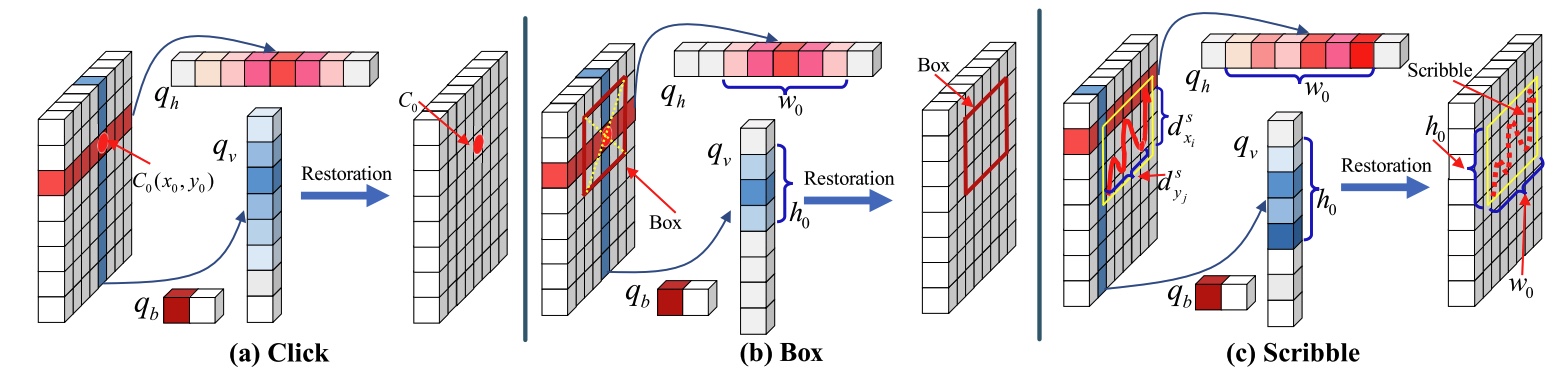 q_h
C_0
q_v
C_0(x_0, y_0)
Restoration
q_b
(a) Click
q_h
w_0
Box
q_v
h_0
Restoration
Box
q_b
(b) Box
q_h
w_0
Scribble
d^s_{x_i}
h_0
q_v
Restoration
d^s_{y_j}
h_0
q_b
w_0
(c) Scribble